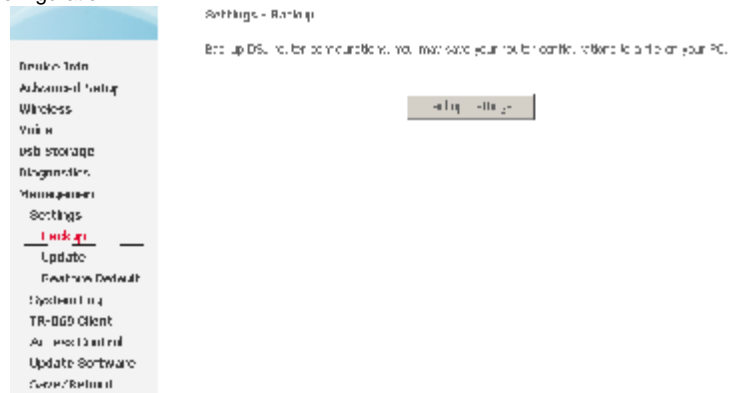 Settings - Backup
Backup DSL router configurations. You may save your router configurations to a file on your PC.
Backup Settings
Device Info
Advanced Setup
Wireless
Voice
Usb Storage
Diagnostics
Management
Settings
Backup
Update
Restore Default
System Log
TR-069 Client
Access Control
Update Software
Save/Reboot